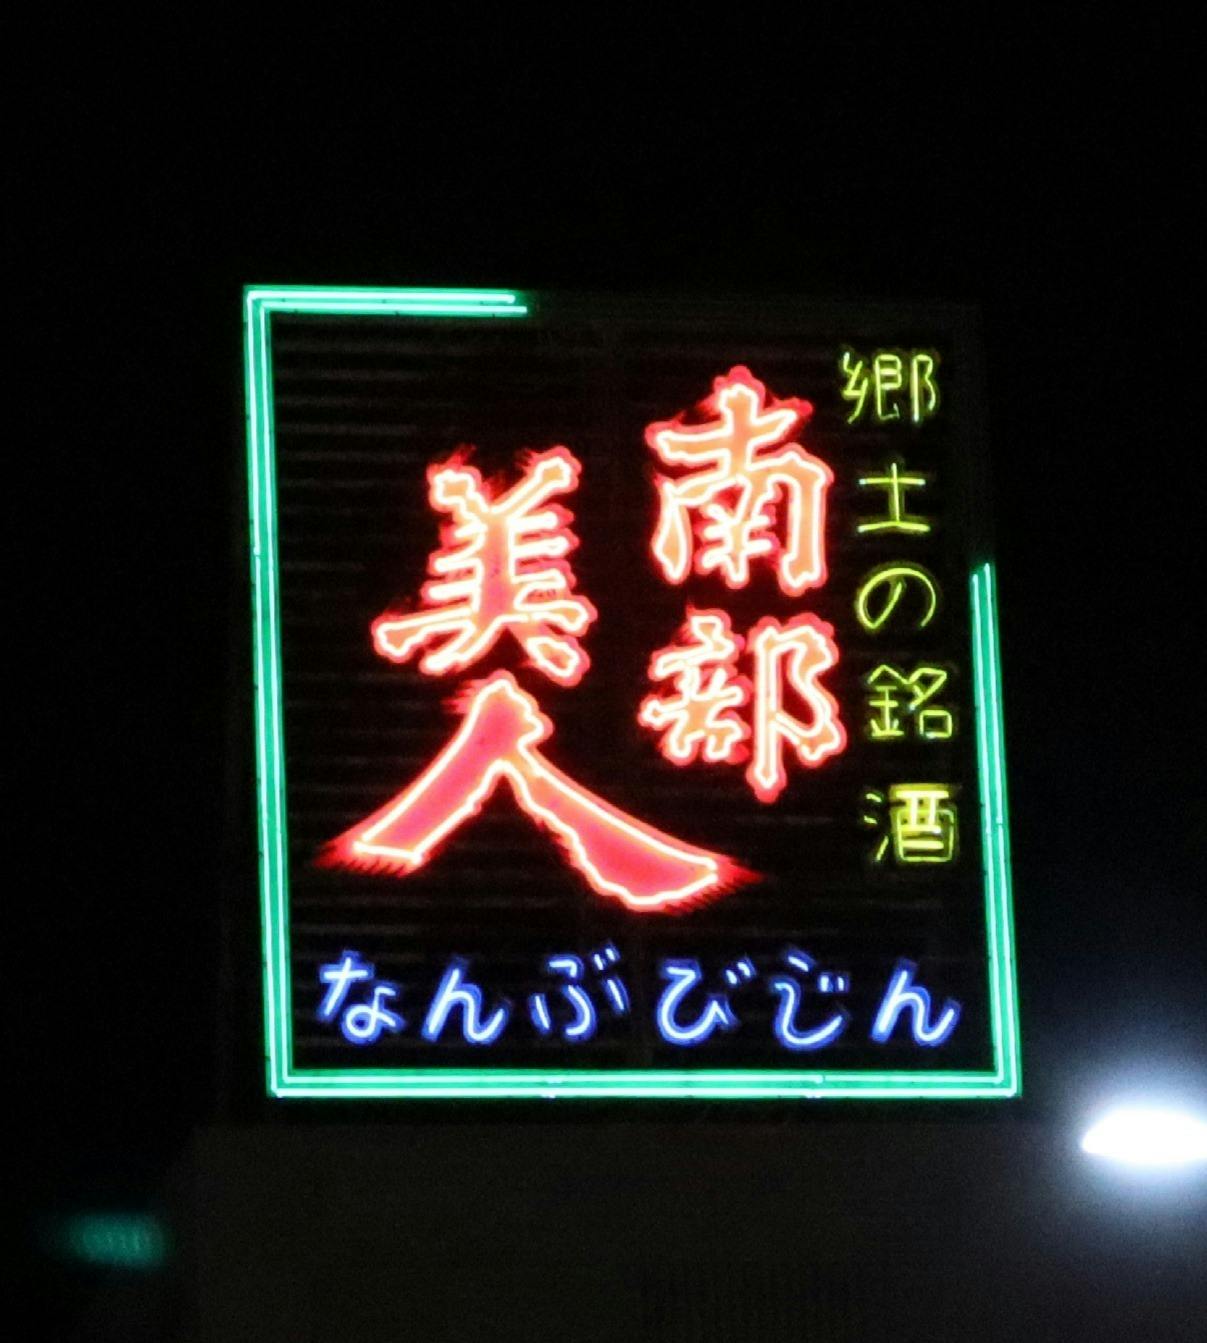 郷土の銘酒
南部
美人
なんぶびじん